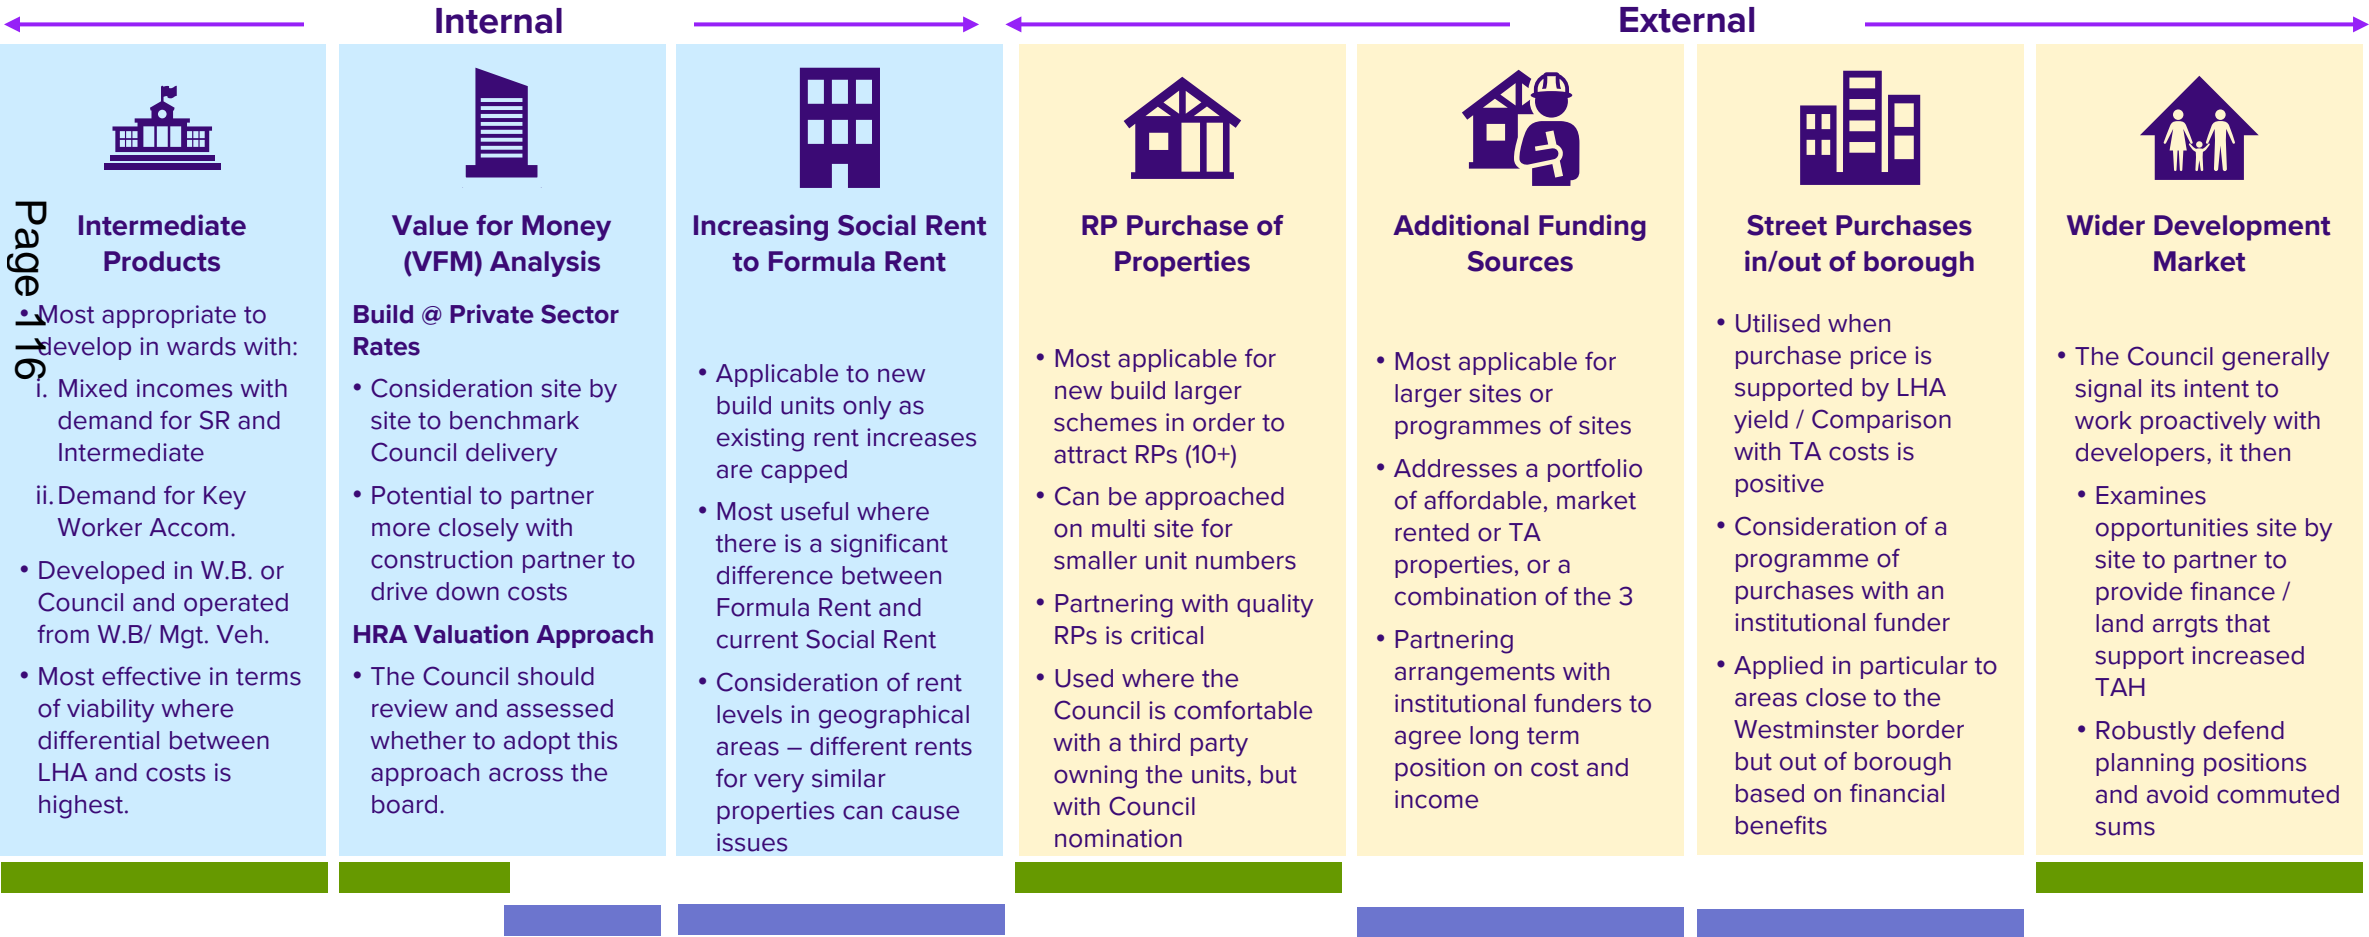 Internal
External
Page 116
Intermediate
Products
• Most appropriate to
develop in wards with:
i. Mixed incomes with
demand for SR and
Intermediate
ii. Demand for Key
Worker Accom.
• Developed in W.B. or
Council and operated
from W.B/ Mgt. Veh.
• Most effective in terms
of viability where
differential between
LHA and costs is
highest.
Value for Money
(VFM) Analysis
Build @ Private Sector
Rates
• Consideration site by
site to benchmark
Council delivery
• Potential to partner
more closely with
construction partner to
drive down costs
HRA Valuation Approach
• The Council should
review and assessed
whether to adopt this
approach across the
board.
Increasing Social Rent
to Formula Rent
• Applicable to new
build units only as
existing rent increases
are capped
• Most useful where
there is a significant
difference between
Formula Rent and
current Social Rent
• Consideration of rent
levels in geographical
areas – different rents
for very similar
properties can cause
issues
RP Purchase of
Properties
• Most applicable for
new build larger
schemes in order to
attract RPs (10+)
• Can be approached
on multi site for
smaller unit numbers
• Partnering with quality
RPs is critical
• Used where the
Council is comfortable
with a third party
owning the units, but
with Council
nomination
Additional Funding
Sources
• Most applicable for
larger sites or
programmes of sites
• Addresses a portfolio
of affordable, market
rented or TA
properties, or a
combination of the 3
• Partnering
arrangements with
institutional funders to
agree long term
position on cost and
income
Street Purchases
in/out of borough
• Utilised when
purchase price is
supported by LHA
yield / Comparison
with TA costs is
positive
• Consideration of a
programme of
purchases with an
institutional funder
• Applied in particular to
areas close to the
Westminster border
but out of borough
based on financial
benefits
Wider Development
Market
• The Council generally
signal its intent to
work proactively with
developers, it then
• Examines
opportunities site by
site to partner to
provide finance /
land arrgts that
support increased
TAH
• Robustly defend
planning positions
and avoid commuted
sums